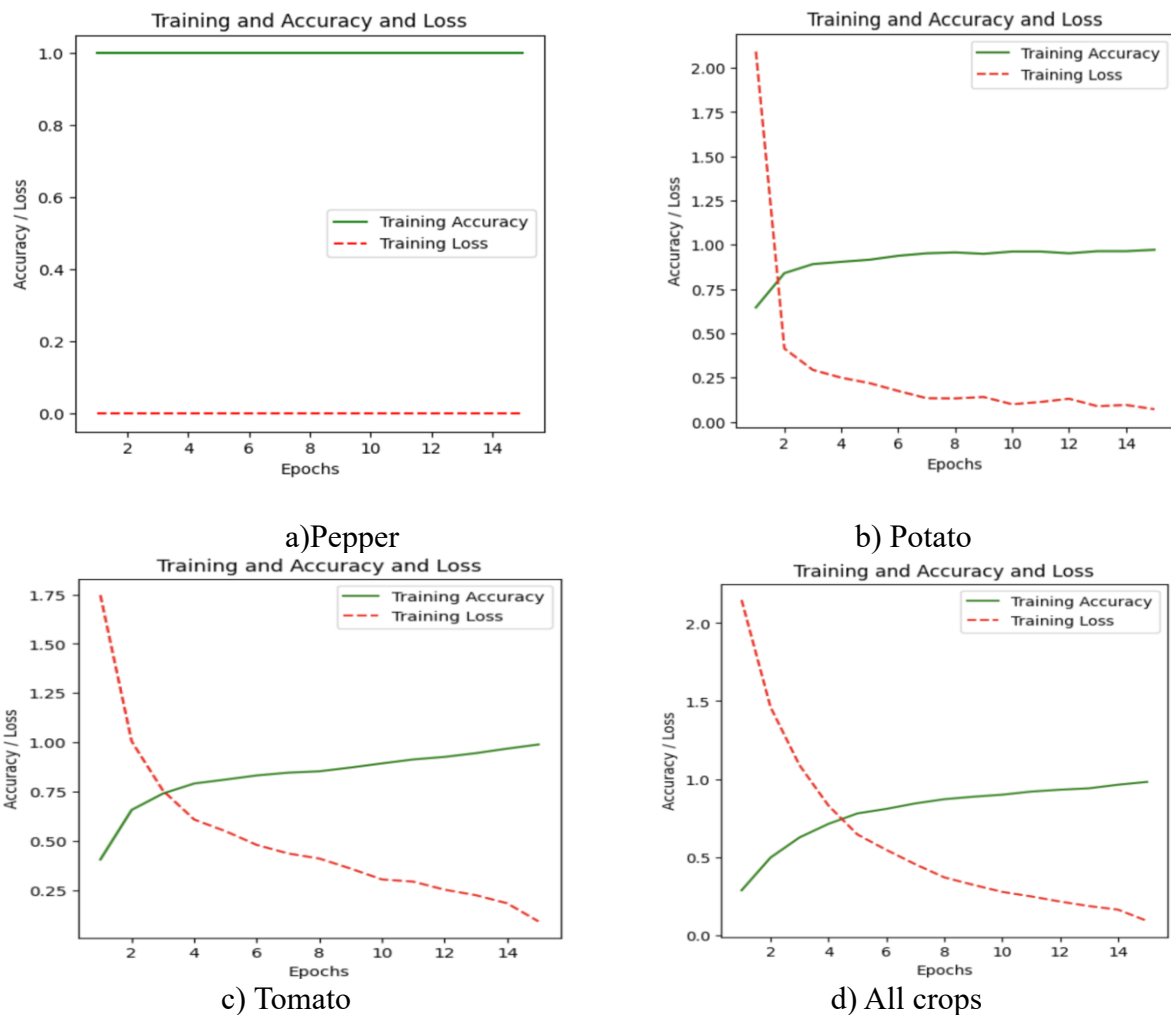 Training and Accuracy and Loss
1.0
0.8
0.6
0.4
0.2
0.0
Accuracy / Loss
Training Accuracy
Training Loss
2 4 6 8 10 12 14
Epochs
a)Pepper
Training and Accuracy and Loss
2.00
1.75
1.50
1.25
1.00
0.75
0.50
0.25
0.00
Accuracy / Loss
Training Accuracy
Training Loss
2 4 6 8 10 12 14
Epochs
b) Potato
Training and Accuracy and Loss
1.75
1.50
1.25
1.00
0.75
0.50
0.25
Accuracy / Loss
Training Accuracy
Training Loss
2 4 6 8 10 12 14
Epochs
c) Tomato
Training and Accuracy and Loss
2.0
1.5
1.0
0.5
0.0
Accuracy / Loss
Training Accuracy
Training Loss
2 4 6 8 10 12 14
Epochs
d) All crops